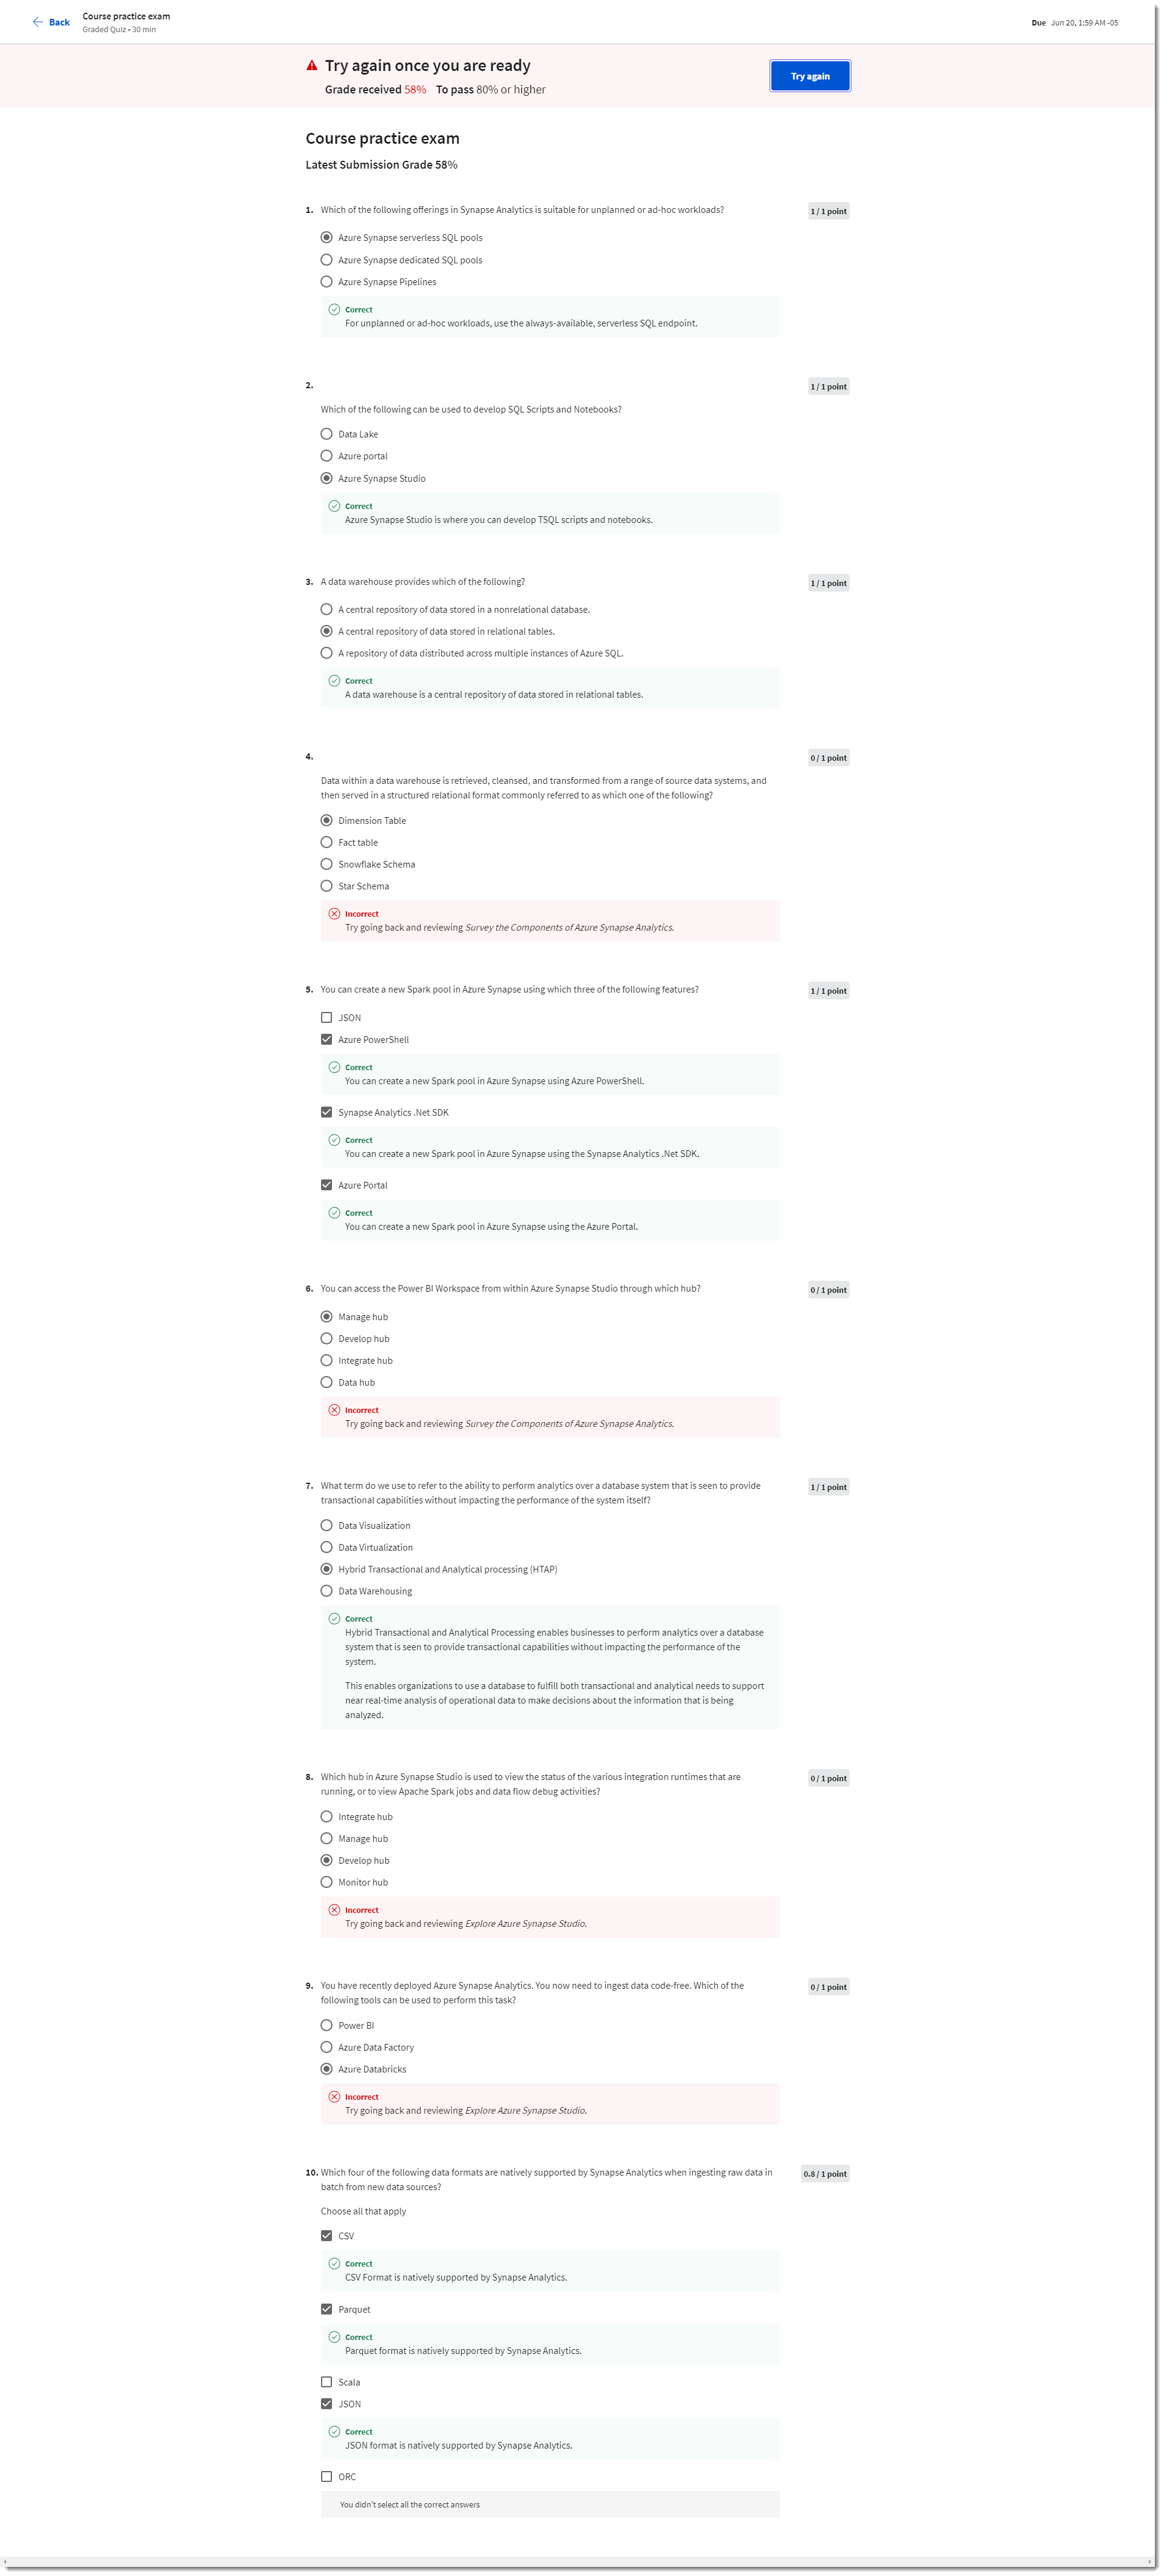 Back
Course practice exam
Graded Quiz • 30 min
Due Jun 20, 1:59 AM -05
Try again once you are ready
Grade received 58% To pass 80% or higher
Try again
Course practice exam
Latest Submission Grade 58%
1. Which of the following offerings in Synapse Analytics is suitable for unplanned or ad-hoc workloads?
1 / 1 point
Azure Synapse serverless SQL pools
Azure Synapse dedicated SQL pools
Azure Synapse Pipelines
Correct
For unplanned or ad-hoc workloads, use the always-available, serverless SQL endpoint.
2.
1 / 1 point
Which of the following can be used to develop SQL Scripts and Notebooks?
Data Lake
Azure portal
Azure Synapse Studio
Correct
Azure Synapse Studio is where you can develop TSQL scripts and notebooks.
3. A data warehouse provides which of the following?
1 / 1 point
A central repository of data stored in a nonrelational database.
A central repository of data stored in relational tables.
A repository of data distributed across multiple instances of Azure SQL.
Correct
A data warehouse is a central repository of data stored in relational tables.
4.
0 / 1 point
Data within a data warehouse is retrieved, cleansed, and transformed from a range of source data systems, and
then served in a structured relational format commonly referred to as which one of the following?
Dimension Table
Fact table
Snowflake Schema
Star Schema
Incorrect
Try going back and reviewing Survey the Components of Azure Synapse Analytics.
5. You can create a new Spark pool in Azure Synapse using which three of the following features?
1 / 1 point
JSON
Azure PowerShell
Correct
You can create a new Spark pool in Azure Synapse using Azure PowerShell.
Synapse Analytics .Net SDK
Correct
You can create a new Spark pool in Azure Synapse using the Synapse Analytics .Net SDK.
Azure Portal
Correct
You can create a new Spark pool in Azure Synapse using the Azure Portal.
6. You can access the Power BI Workspace from within Azure Synapse Studio through which hub?
0 / 1 point
Manage hub
Develop hub
Integrate hub
Data hub
Incorrect
Try going back and reviewing Survey the Components of Azure Synapse Analytics.
7. What term do we use to refer to the ability to perform analytics over a database system that is seen to provide
transactional capabilities without impacting the performance of the system itself?
1 / 1 point
Data Visualization
Data Virtualization
Hybrid Transactional and Analytical processing (HTAP)
Data Warehousing
Correct
Hybrid Transactional and Analytical Processing enables businesses to perform analytics over a database
system that is seen to provide transactional capabilities without impacting the performance of the
system.
This enables organizations to use a database to fulfill both transactional and analytical needs to support
near real-time analysis of operational data to make decisions about the information that is being
analyzed.
8. Which hub in Azure Synapse Studio is used to view the status of the various integration runtimes that are
running, or to view Apache Spark jobs and data flow debug activities?
0 / 1 point
Integrate hub
Manage hub
Develop hub
Monitor hub
Incorrect
Try going back and reviewing Explore Azure Synapse Studio.
9. You have recently deployed Azure Synapse Analytics. You now need to ingest data code-free. Which of the
following tools can be used to perform this task?
0 / 1 point
Power BI
Azure Data Factory
Azure Databricks
Incorrect
Try going back and reviewing Explore Azure Synapse Studio.
10. Which four of the following data formats are natively supported by Synapse Analytics when ingesting raw data in
batch from new data sources?
0.8 / 1 point
Choose all that apply
CSV
Correct
CSV Format is natively supported by Synapse Analytics.
Parquet
Correct
Parquet format is natively supported by Synapse Analytics.
Scala
JSON
Correct
JSON format is natively supported by Synapse Analytics.
ORC
You didn't select all the correct answers